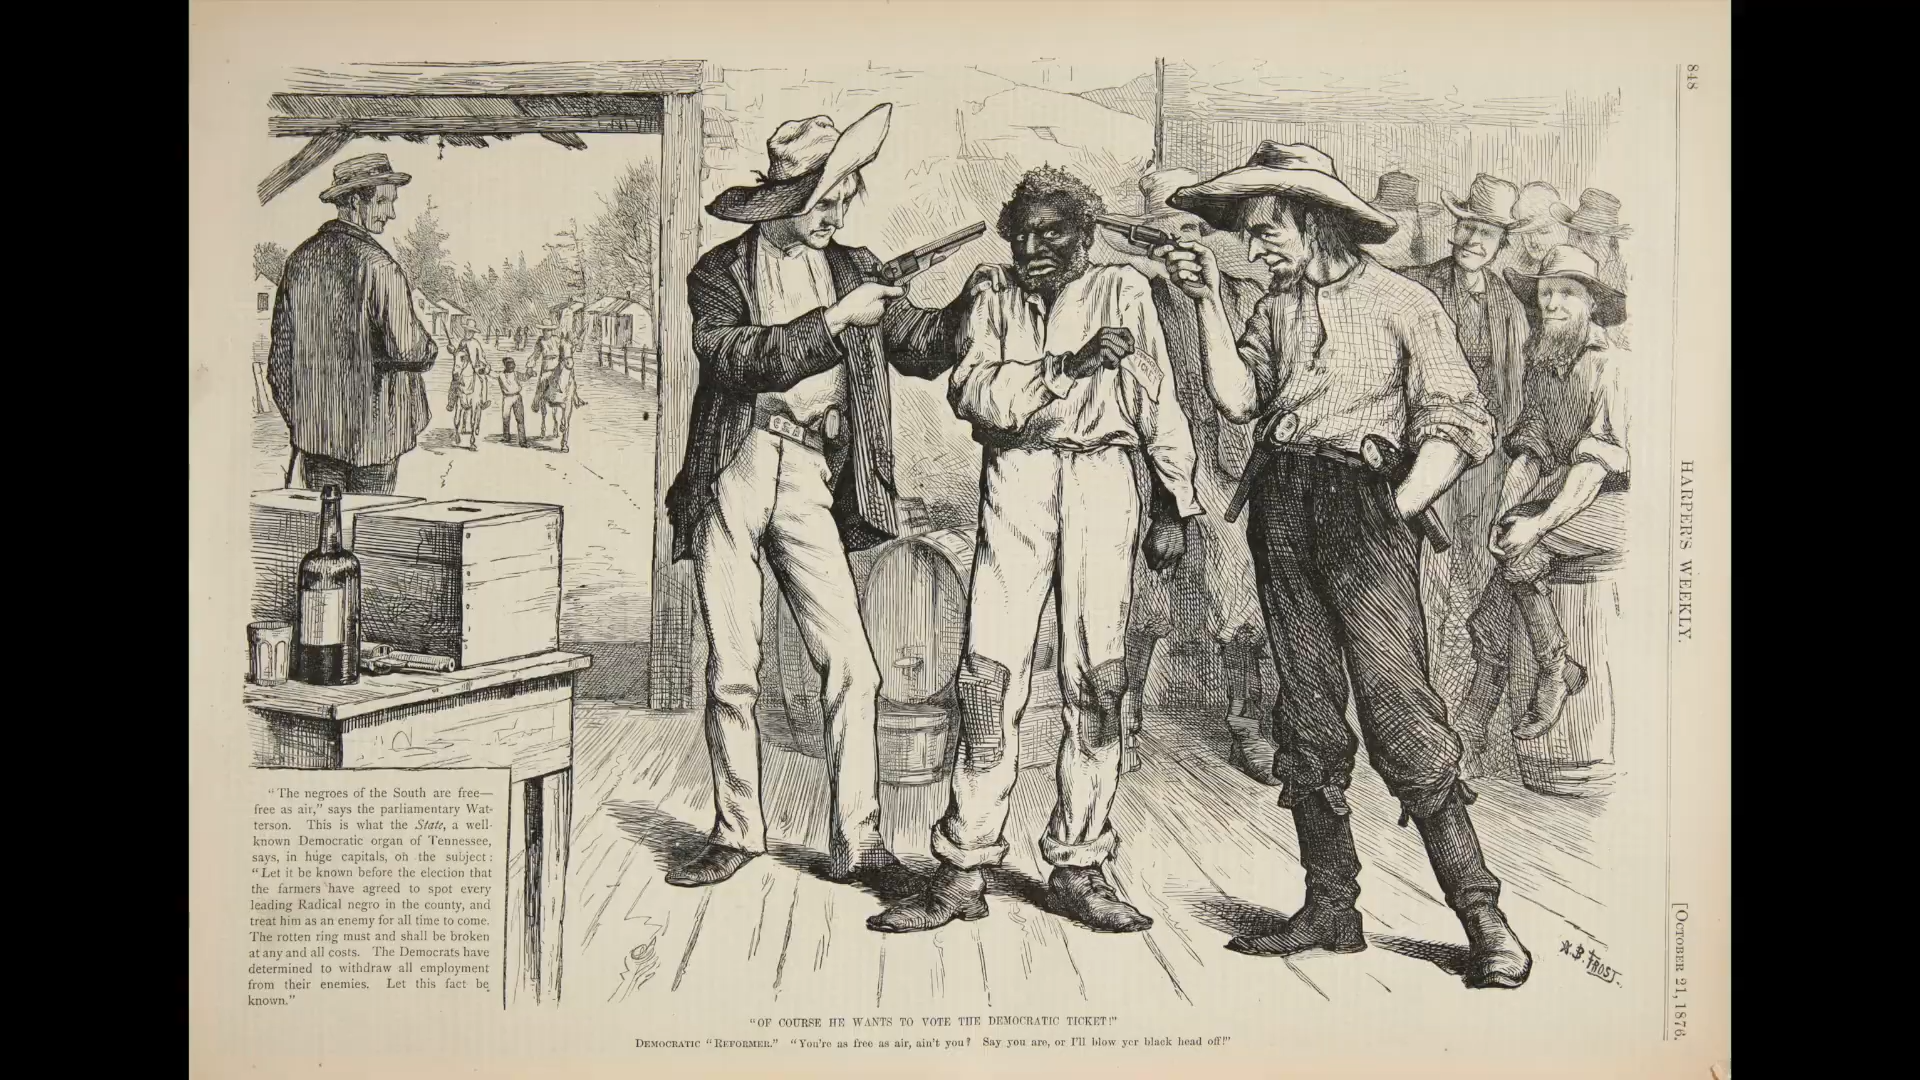 848
HARPER'S WEEKLY.
[OCTOBER 21, 1876.
CSA
"The negroes of the South are free—
free as air," says the parliamentary Wat-
terson. This is what the State, a well-
known Democratic organ of Tennessee,
says, in huge capitals, on the subject:
"Let it be known before the election that
the farmers have agreed to spot every
leading Radical negro in the county, and
treat him as an enemy for all time to come.
The rotten ring must and shall be broken
at any and all costs. The Democrats have
determined to withdraw all employment
from their enemies. Let this fact be
known."
A. B. FROST.
"OF COURSE HE WANTS TO VOTE THE DEMOCRATIC TICKET!"
DEMOCRATIC "REFORMER." "You're as free as air, ain't you? Say you are, or I'll blow yer black head off!"